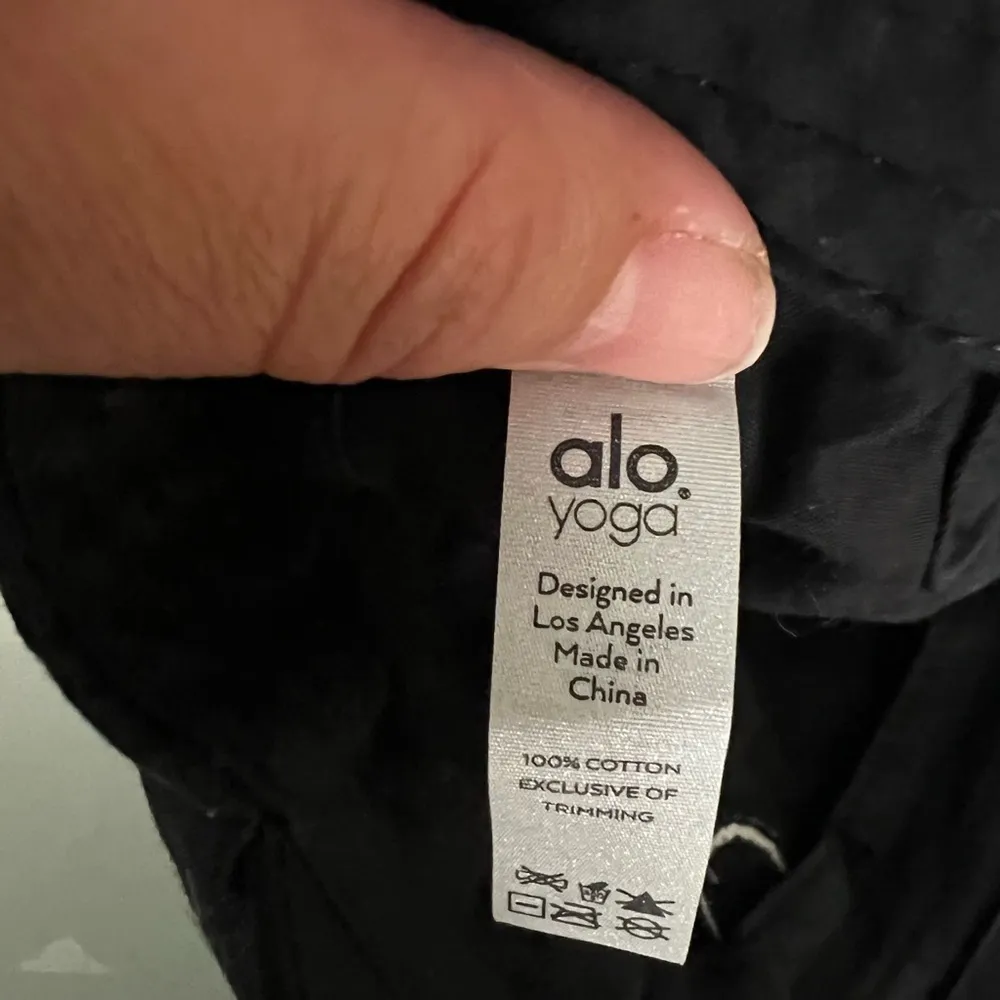 alo.
yoga
Designed in
Los Angeles
Made in
China
100% COTTON
EXCLUSIVE OF
TRIMMING